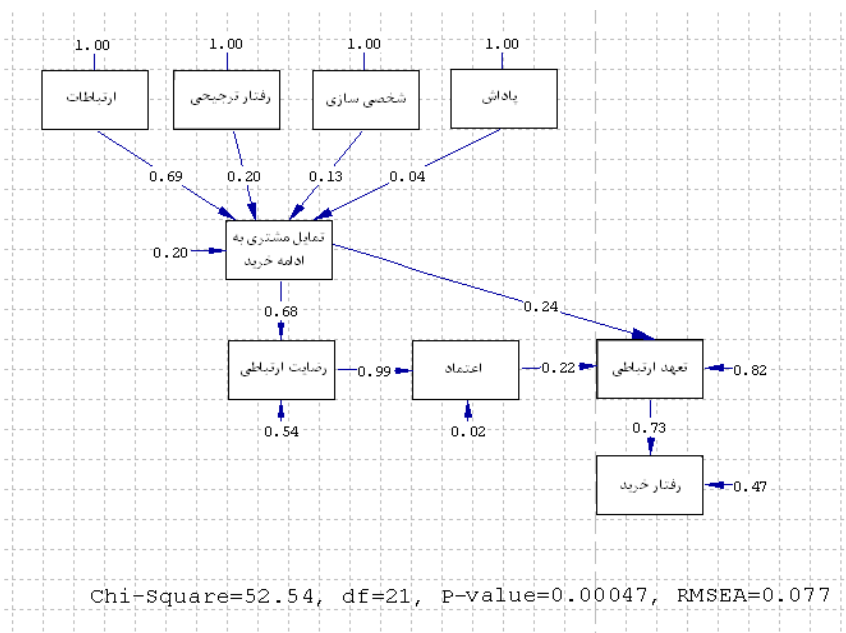 1.00 1.00 1.00 1.00
ارتباطات
رفتار ترجیحی
شخصی سازی
پاداش
0.69 0.20 0.13 0.04
تمایل مشتری به
ادامه خرید
0.20
0.24
0.68
رضایت ارتباطی
0.99
اعتماد
0.22
تعهد ارتباطی
0.82
0.54
0.02
0.73
رفتار خرید
0.47
Chi-Square=52.54, df=21, P-value=0.00047, RMSEA=0.077